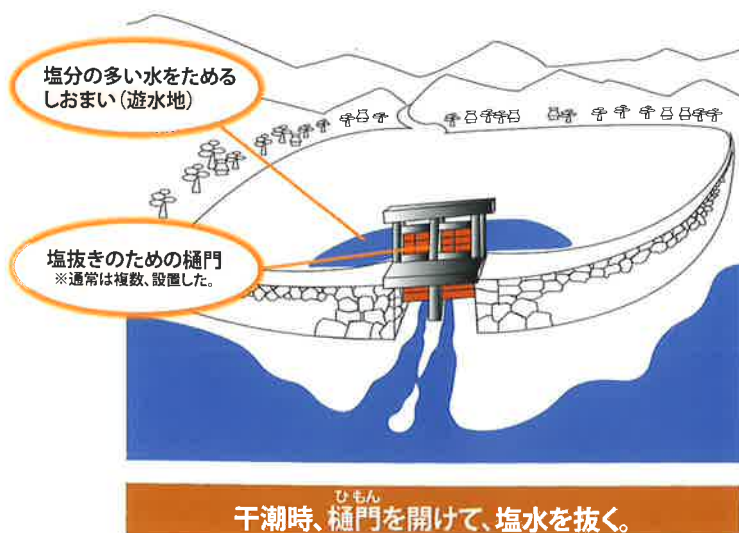 塩分の多い水をためる
しおまい(遊水地)
塩抜きのための樋門
※通常は複数、設置した。
ひもん
干潮時、樋門を開けて、塩水を抜く。